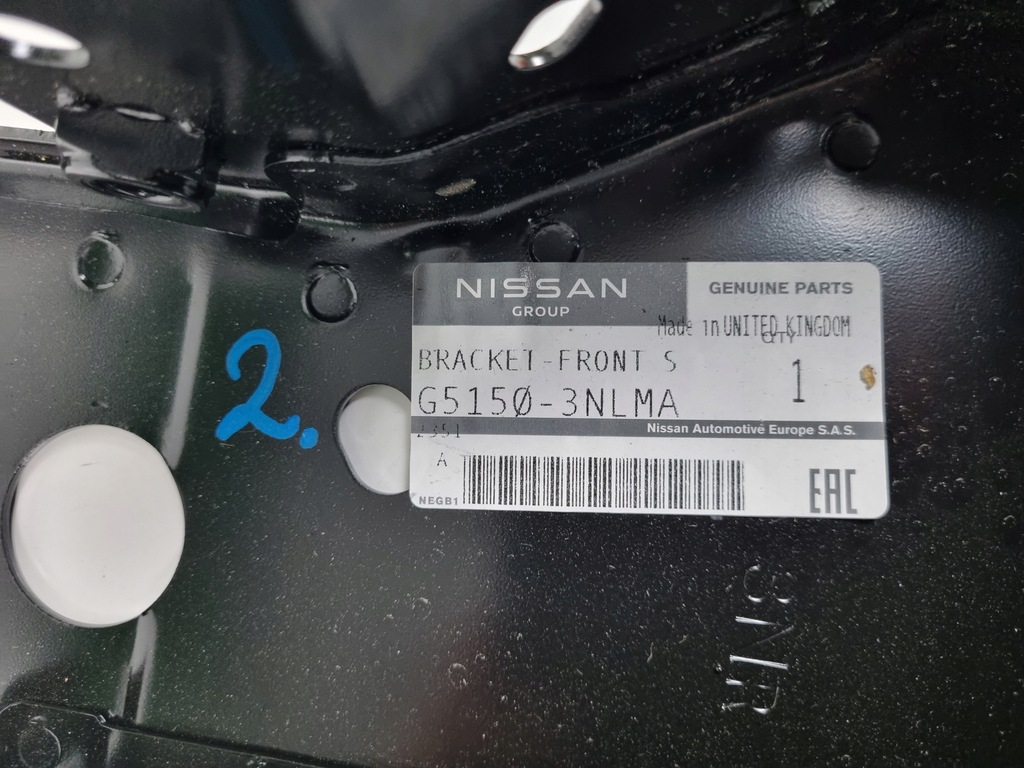 2.
NISSAN
GROUP
GENUINE PARTS
Made in UNITED KINGDOM
QTY
BRACKET-FRONT S
1
G5150-3NLMA
2351
Nissan Automotive Europe S.A.S.
A
NEGB1
EAC